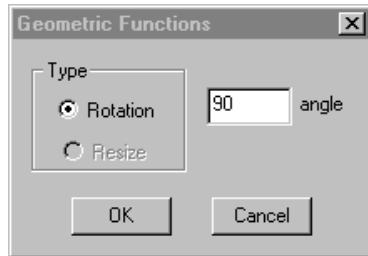 Geometric Functions
Type
Rotation
90 angle
Resize
OK Cancel